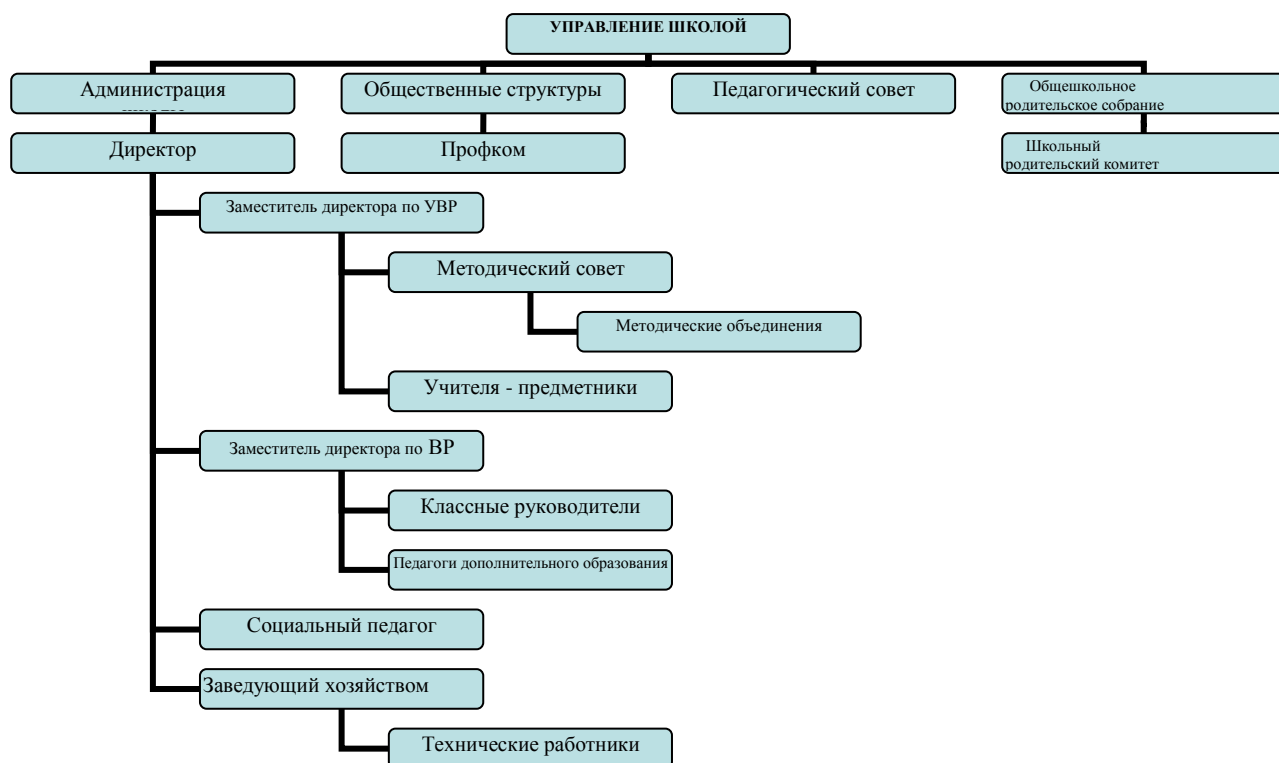 УПРАВЛЕНИЕ ШКОЛОЙ
Администрация
Общественные структуры
Педагогический совет
Общешкольное
родительское собрание
Директор
Профком
Школьный
родительский комитет
Заместитель директора по УВР
Методический совет
Методические объединения
Учителя - предметники
Заместитель директора по ВР
Классные руководители
Педагоги дополнительного образования
Социальный педагог
Заведующий хозяйством
Технические работники